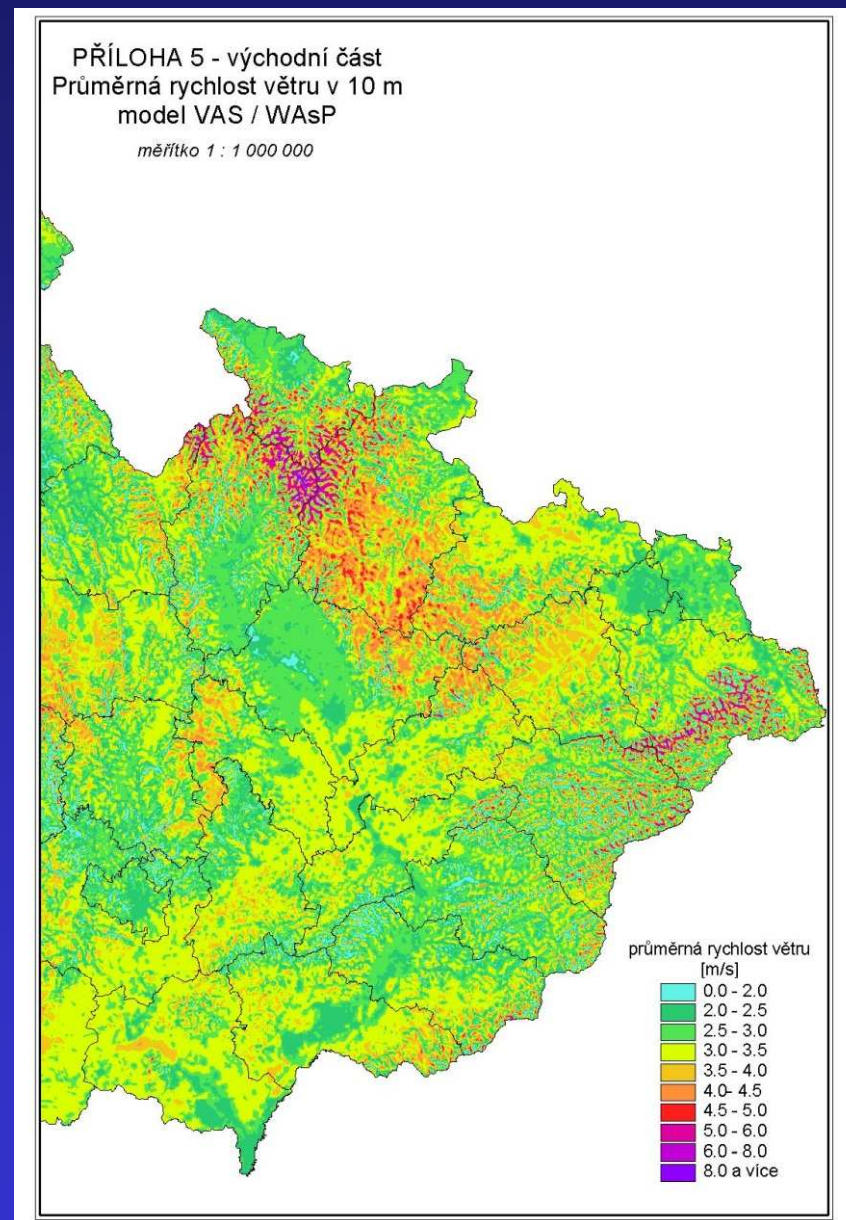 PŘÍLOHA 5 - východní část
Průměrná rychlost větru v 10 m
model VAS / WAsP
měřítko 1 : 1 000 000
průměrná rychlost větru
[m/s]
0.0 - 2.0
2.0 - 2.5
2.5 - 3.0
3.0 - 3.5
3.5 - 4.0
4.0- 4.5
4.5 - 5.0
5.0 - 6.0
6.0 - 8.0
8.0 a více